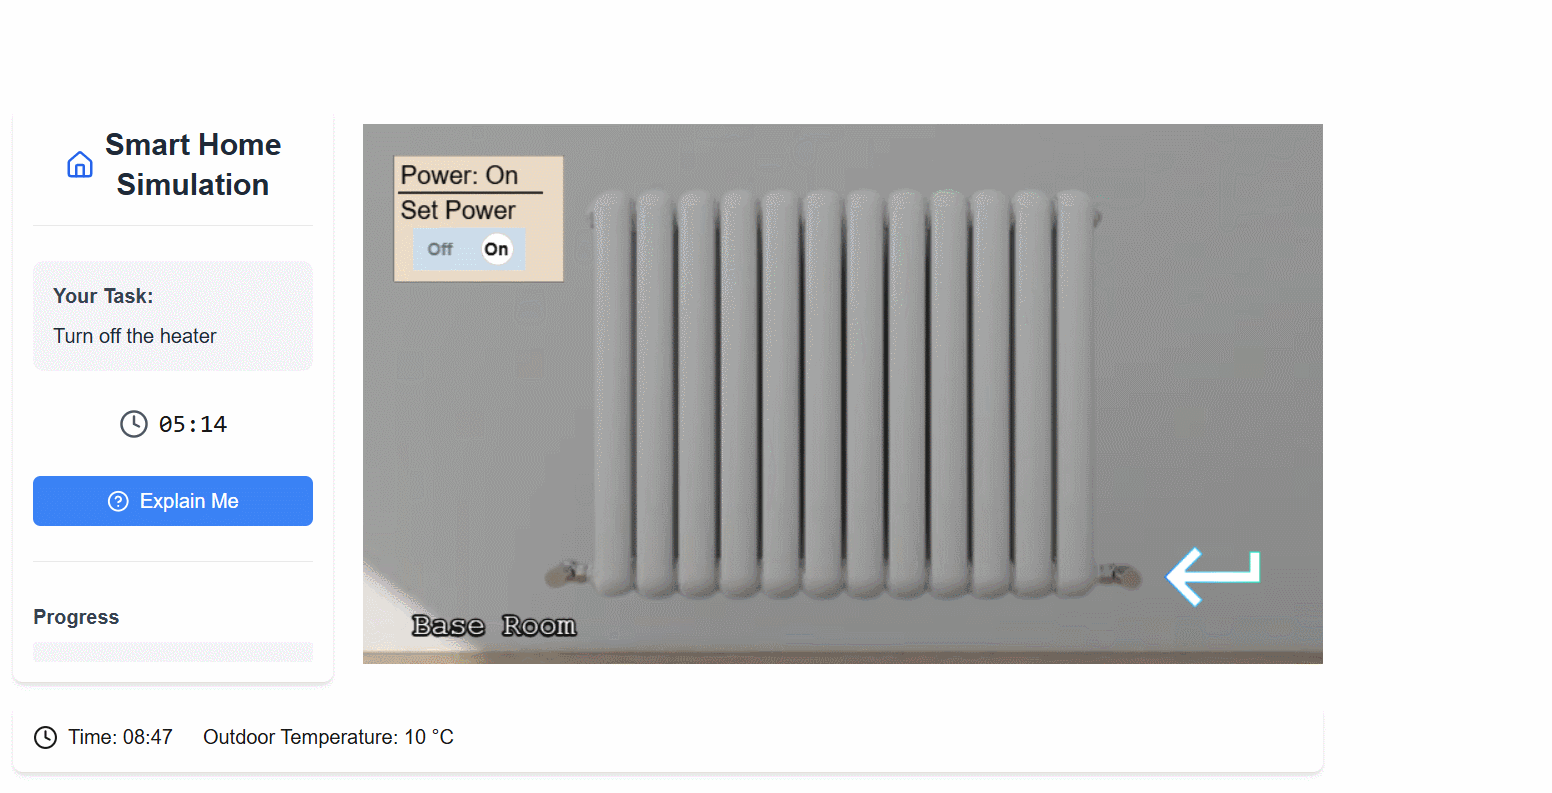 Smart Home
Simulation
Your Task:
Turn off the heater
05:14
Explain Me
Progress
Power: On
Set Power
Off On
Base Room
Time: 08:47 Outdoor Temperature: 10 °C